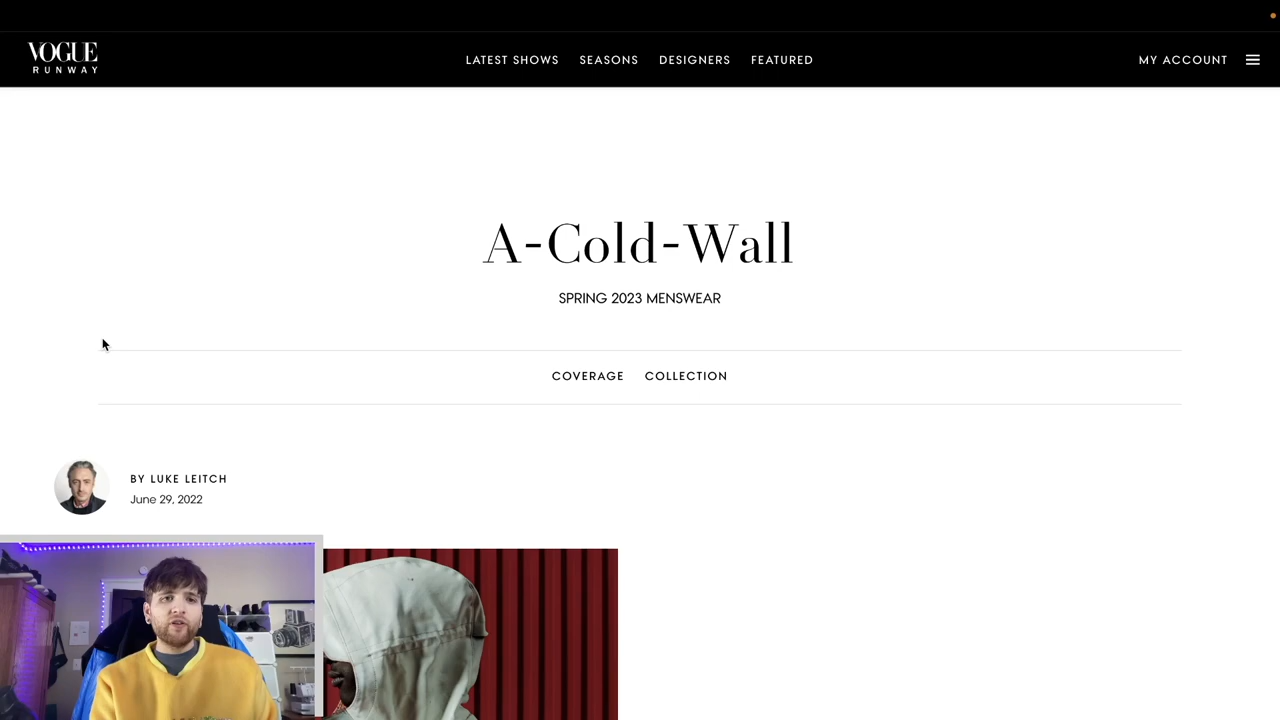 VOGUE
RUNWAY
LATEST SHOWS SEASONS DESIGNERS FEATURED
MY ACCOUNT
A-Cold-Wall
SPRING 2023 MENSWEAR
COVERAGE COLLECTION
BY LUKE LEITCH
June 29, 2022